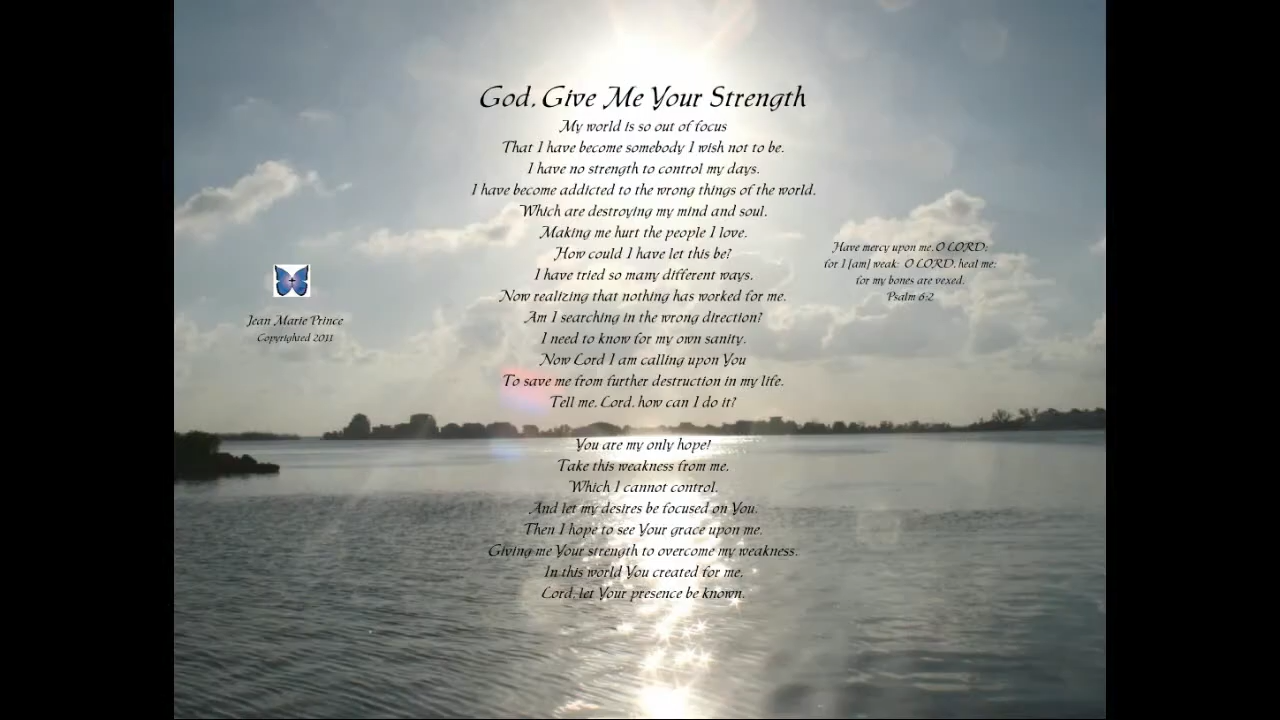 God, Give Me Your Strength
My world is so out of focus
That I have become somebody I wish not to be.
I have no strength to control my days.
I have become addicted to the wrong things of the world.
Which are destroying my mind and soul.
Making me hurt the people I love.
How could I have let this be?
I have tried so many different ways.
Now realizing that nothing has worked for me.
Am I searching in the wrong direction?
I need to know for my own sanity.
Now Lord I am calling upon You
To save me from further destruction in my life.
Tell me, Lord, how can I do it?
You are my only hope!
Take this weakness from me,
Which I cannot control,
And let my desires be focused on You.
Then I hope to see Your grace upon me,
Giving me Your strength to overcome my weakness.
In this world You created for me,
Lord, let Your presence be known.
Jean Marie Prince
Copyrighted 2011
Have mercy upon me, O LORD;
for I [am] weak: O LORD, heal me;
for my bones are vexed.
Psalm 6:2